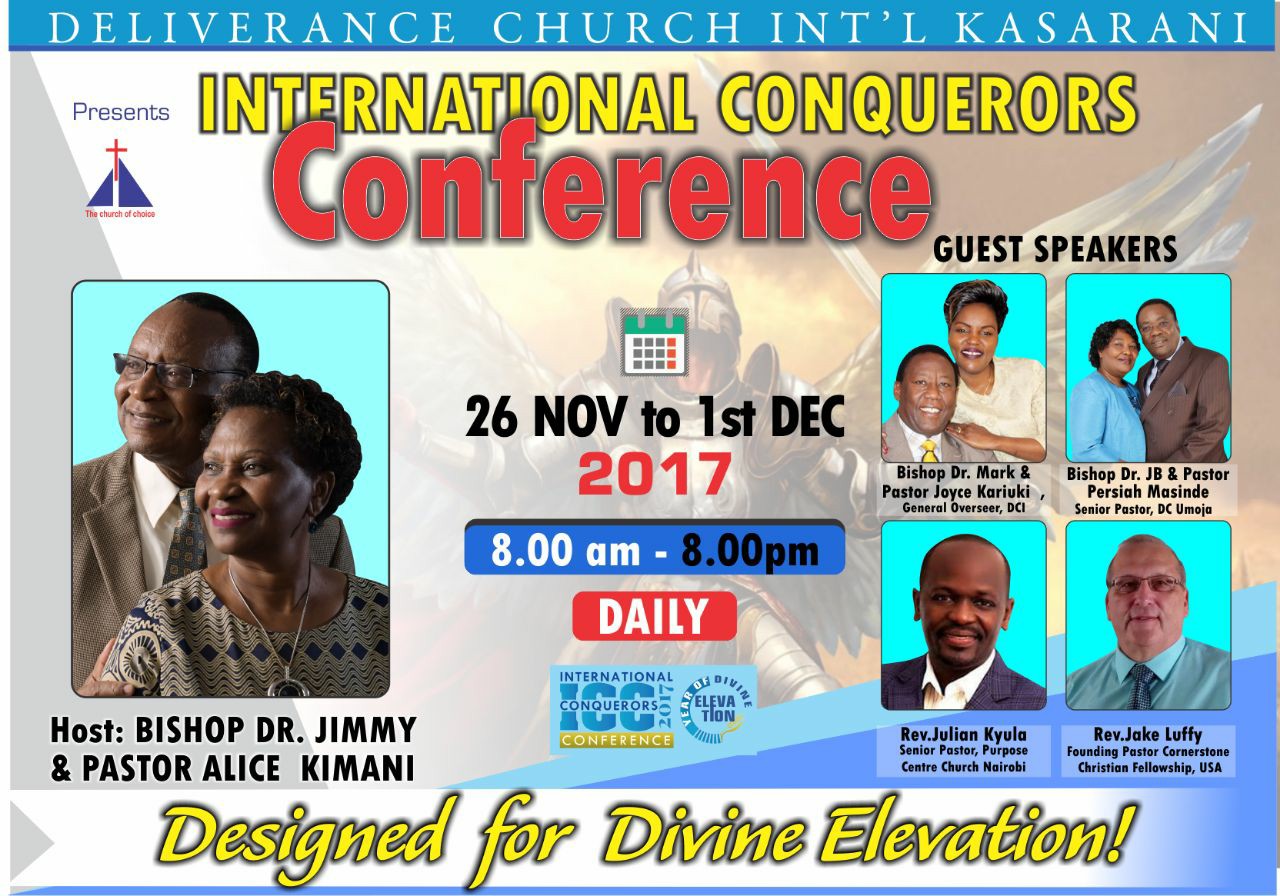 DELIVERANCE CHURCH INT'L KASARANI
Presents
The church of choice
INTERNATIONAL CONQUERORS
Conference
GUEST SPEAKERS
26 NOV to 1st DEC
2017
8.00 am - 8.00pm
DAILY
INTERNATIONAL
ICC
CONQUERORS
2017
CONFERENCE
YEAR OF DIVINE
ELEVA
TION
Host: BISHOP DR. JIMMY
& PASTOR ALICE KIMANI
Bishop Dr. Mark &
Pastor Joyce Kariuki ,
General Overseer, DCI
Bishop Dr. JB & Pastor
Persiah Masinde
Senior Pastor, DC Umoja
Rev.Julian Kyula
Senior Pastor, Purpose
Centre Church Nairobi
Rev.Jake Luffy
Founding Pastor Cornerstone
Christian Fellowship, USA
Designed for Divine Elevation!